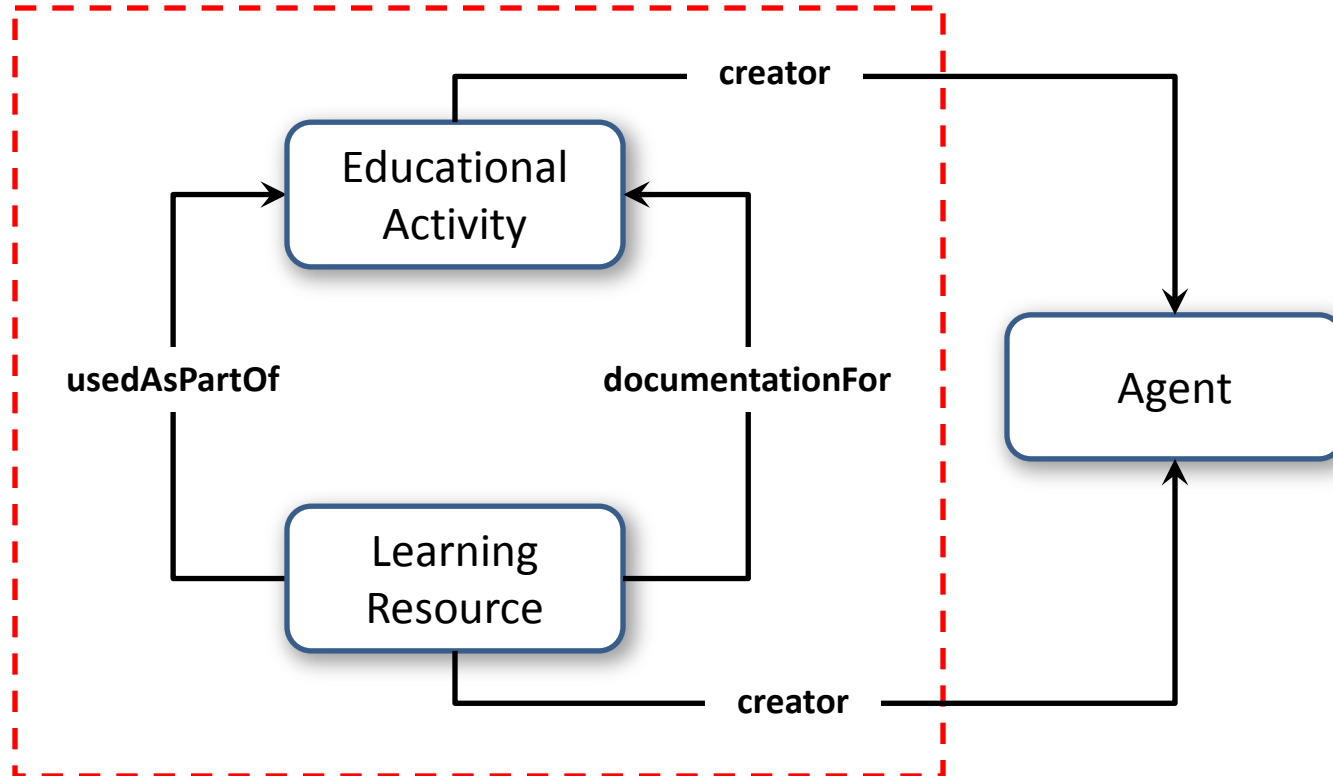 creator
Educational
Activity
usedAsPartOf
documentationFor
Agent
Learning
Resource
creator